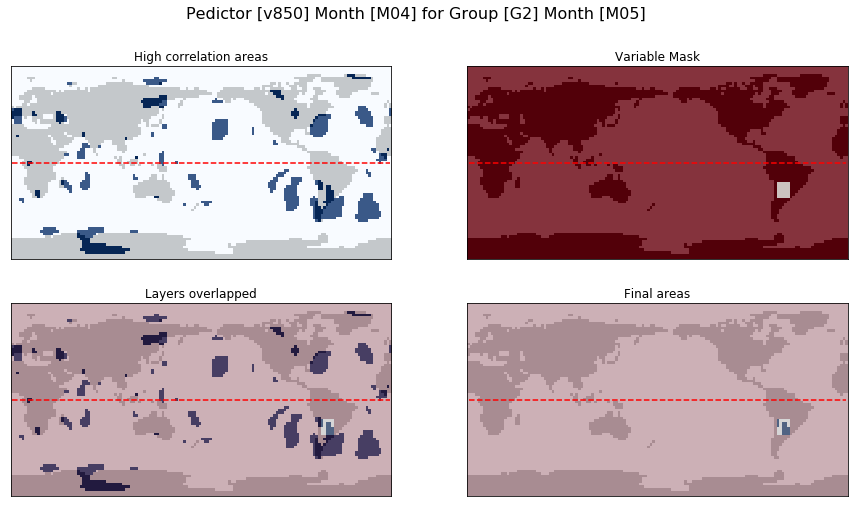 Pedictor [v850] Month [M04] for Group [G2] Month [M05]
High correlation areas
Variable Mask
Layers overlapped
Final areas